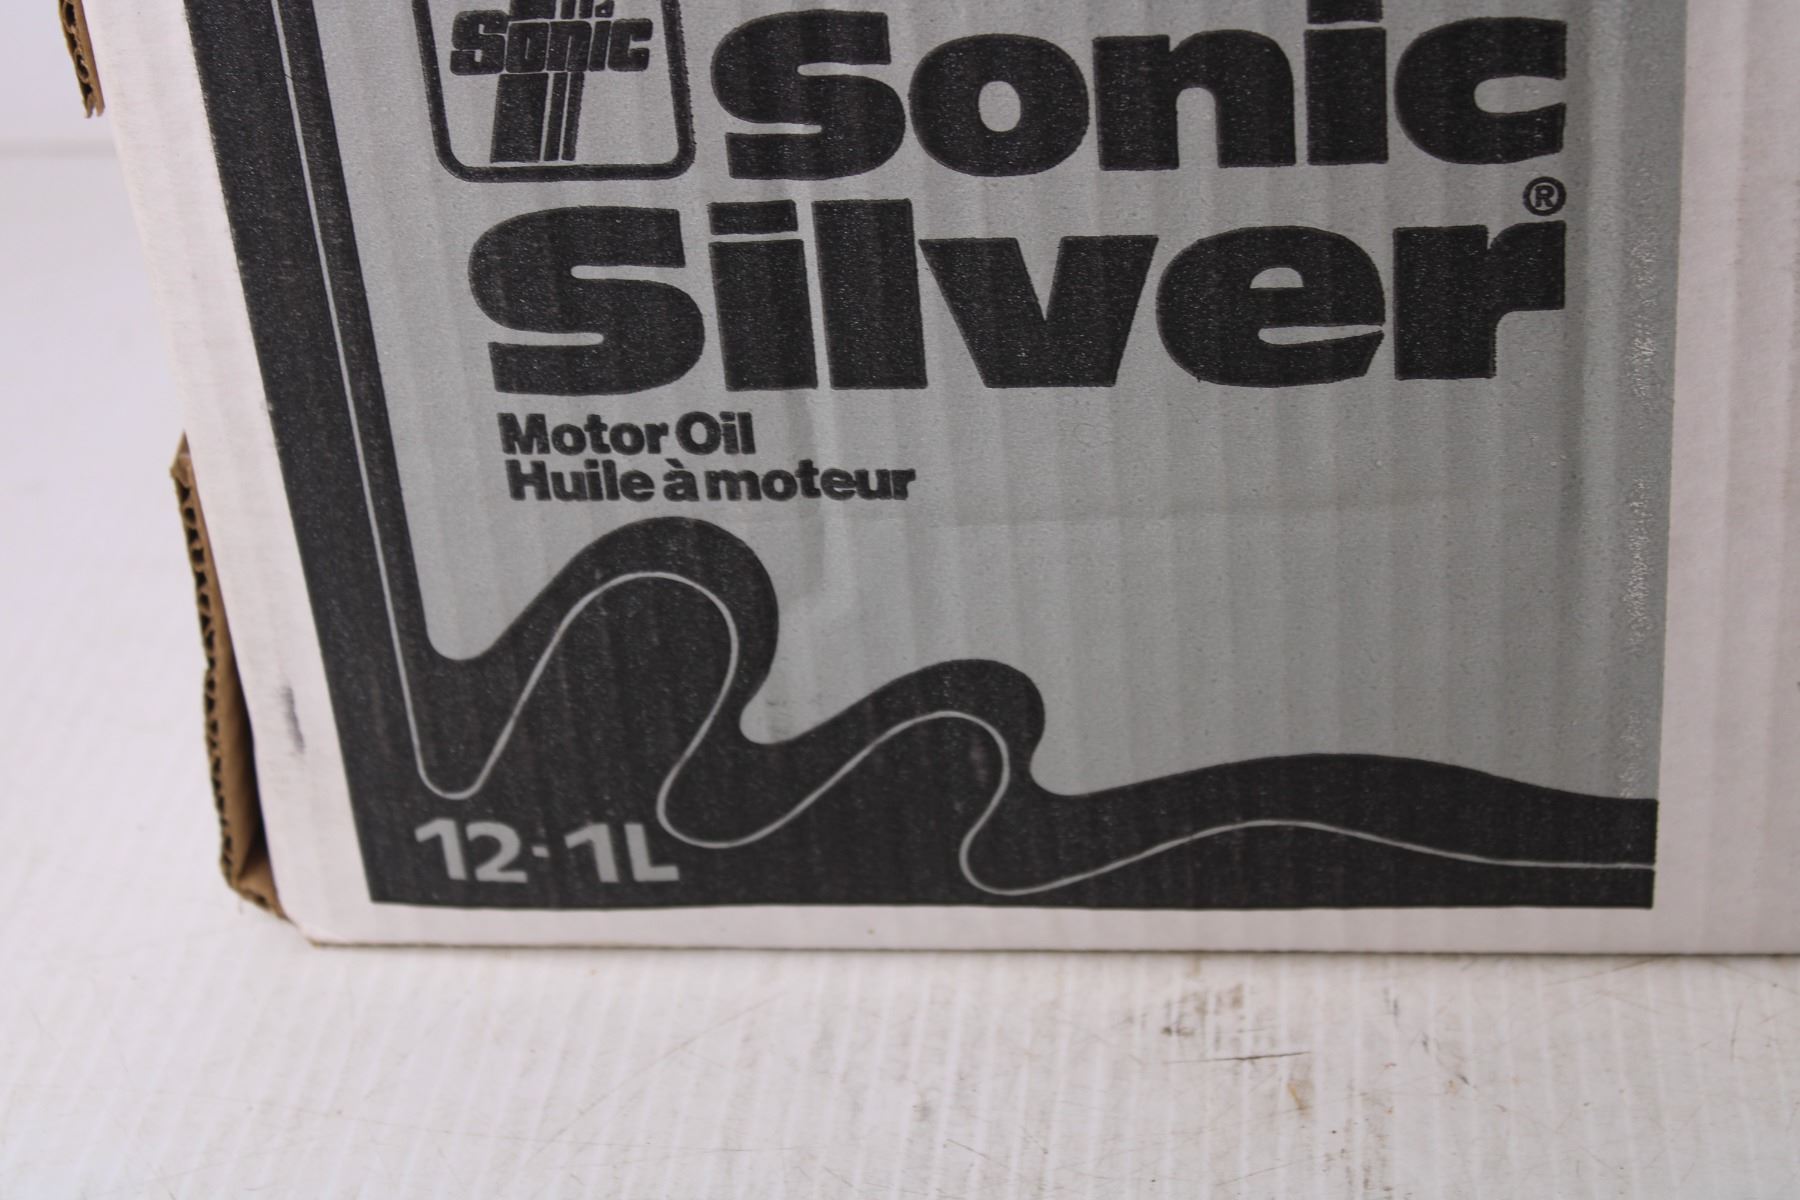 Sonic
Sonic
Silver®
Motor Oil
Huile à moteur
12·1L